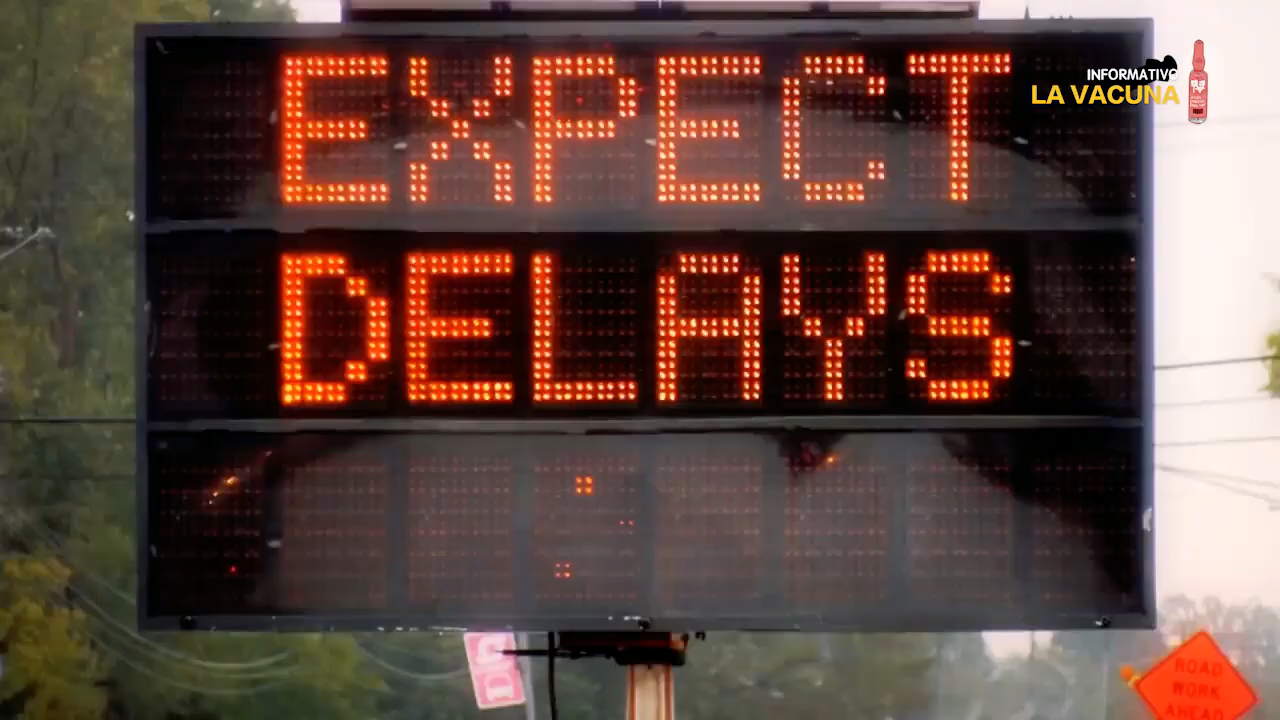 EXPECT
DELAYS
INFORMATIVO
LA VACUNA
ROAD
WORK
AHEAD